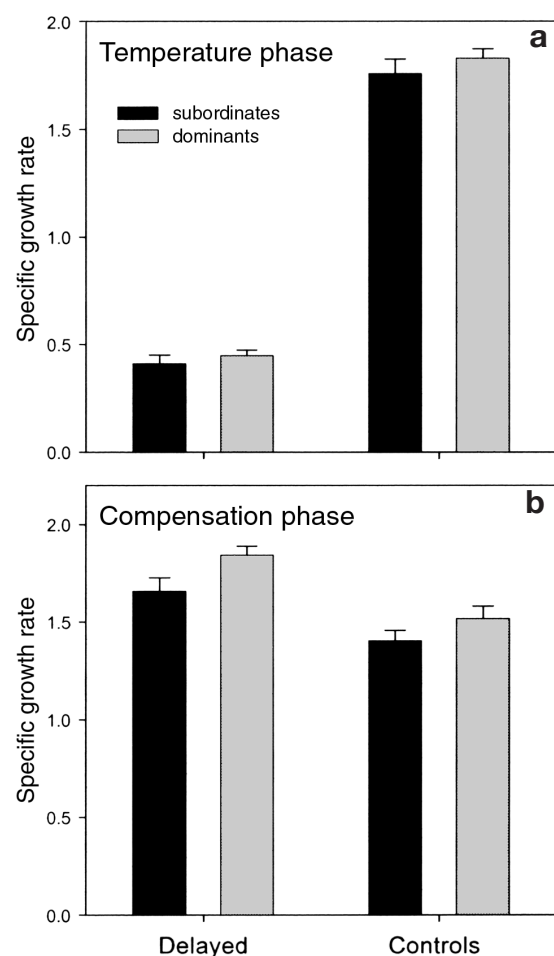 a
Temperature phase
subordinates
dominants
Specific growth rate
2.0
1.5
1.0
0.5
0.0
b
Compensation phase
Specific growth rate
2.0
1.5
1.0
0.5
0.0
Delayed Controls